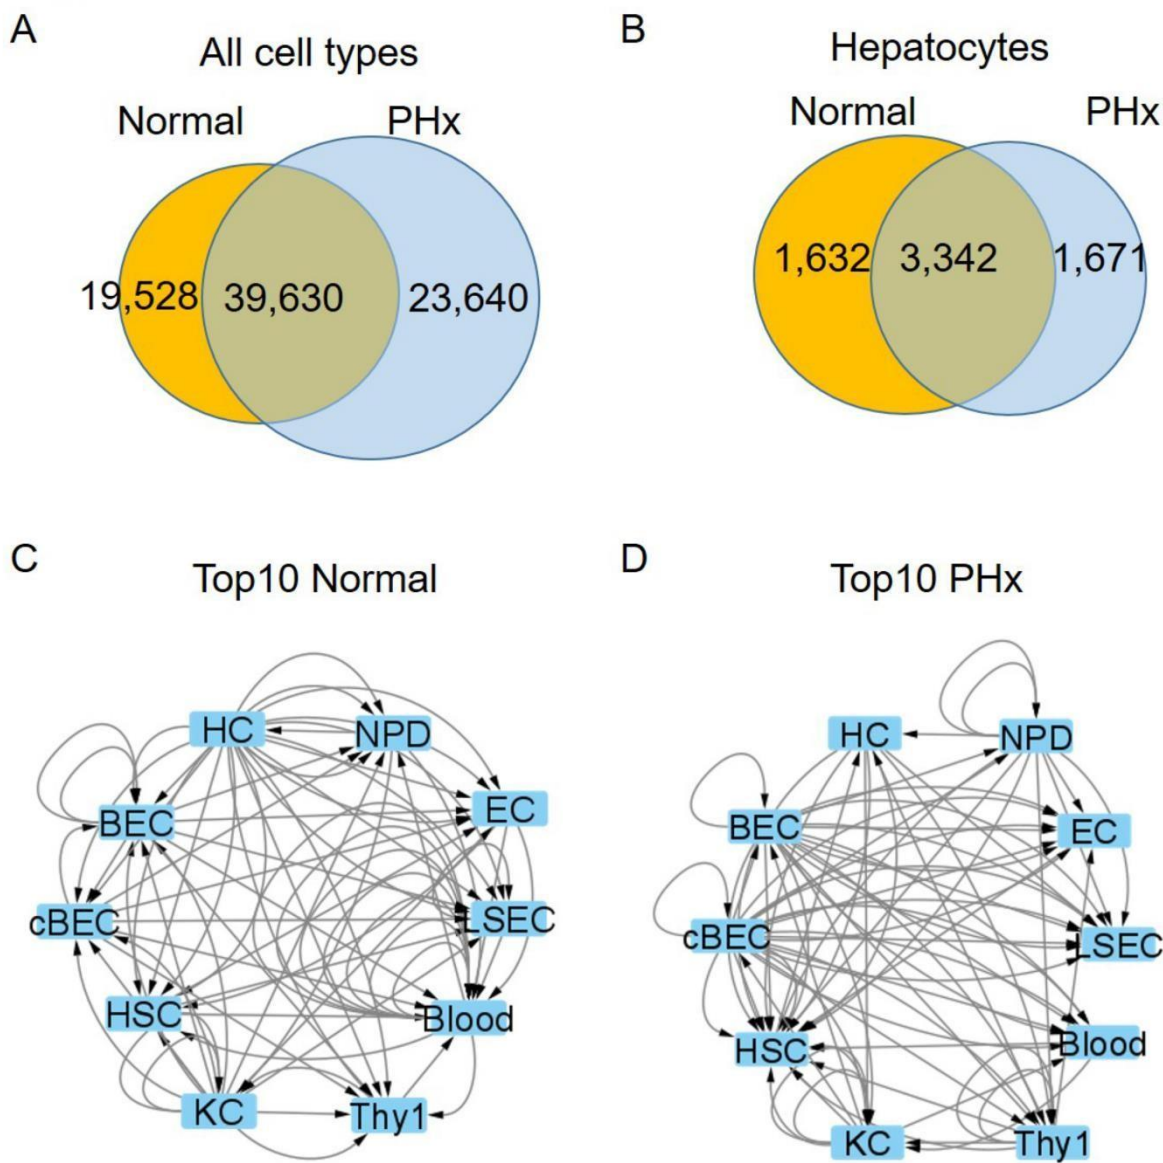 A
All cell types
Normal
PHx
19,528
39,630
23,640
B
Hepatocytes
Normal
PHx
1,632
3,342
1,671
C
Top10 Normal
HC
NPD
BEC
EC
cBEC
LSEC
HSC
Blood
KC
Thy1
D
Top10 PHx
HC
NPD
BEC
EC
cBEC
LSEC
HSC
Blood
KC
Thy1